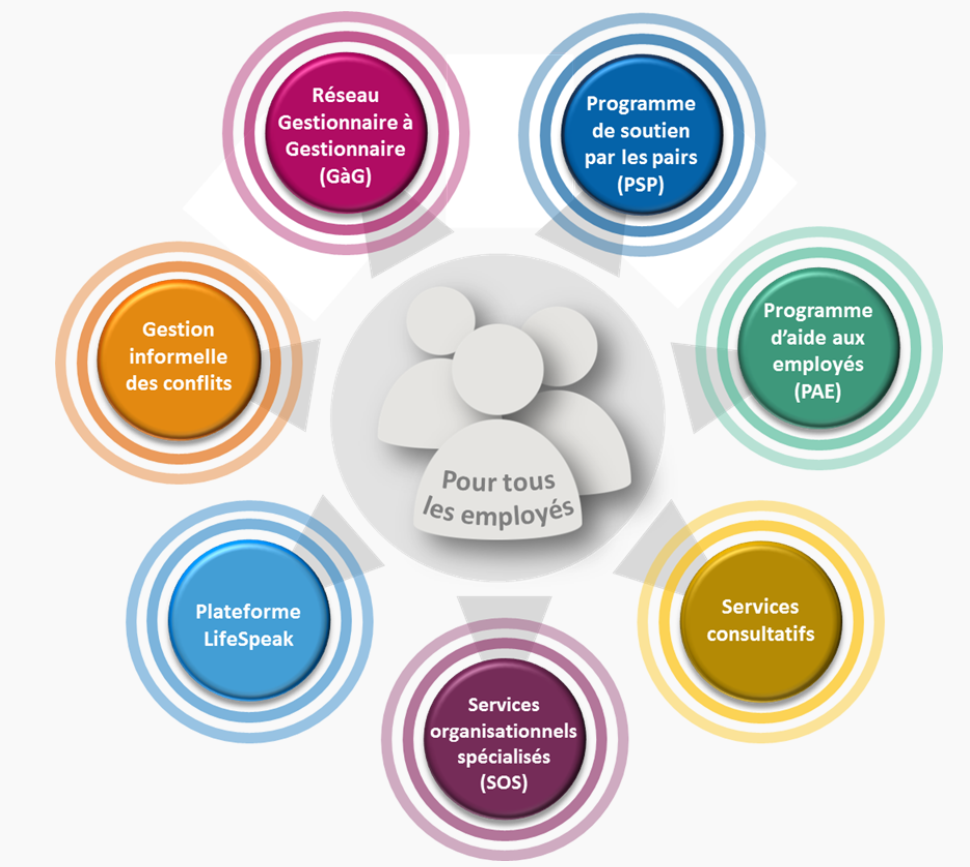 Réseau
Gestionnaire à
Gestionnaire
(GàG)
Programme
de soutien
par les pairs
(PSP)
Gestion
informelle
des conflits
Programme
d'aide aux
employés
(PAE)
Pour tous
les employés
Plateforme
LifeSpeak
Services
consultatifs
Services
organisationnels
spécialisés
(SOS)